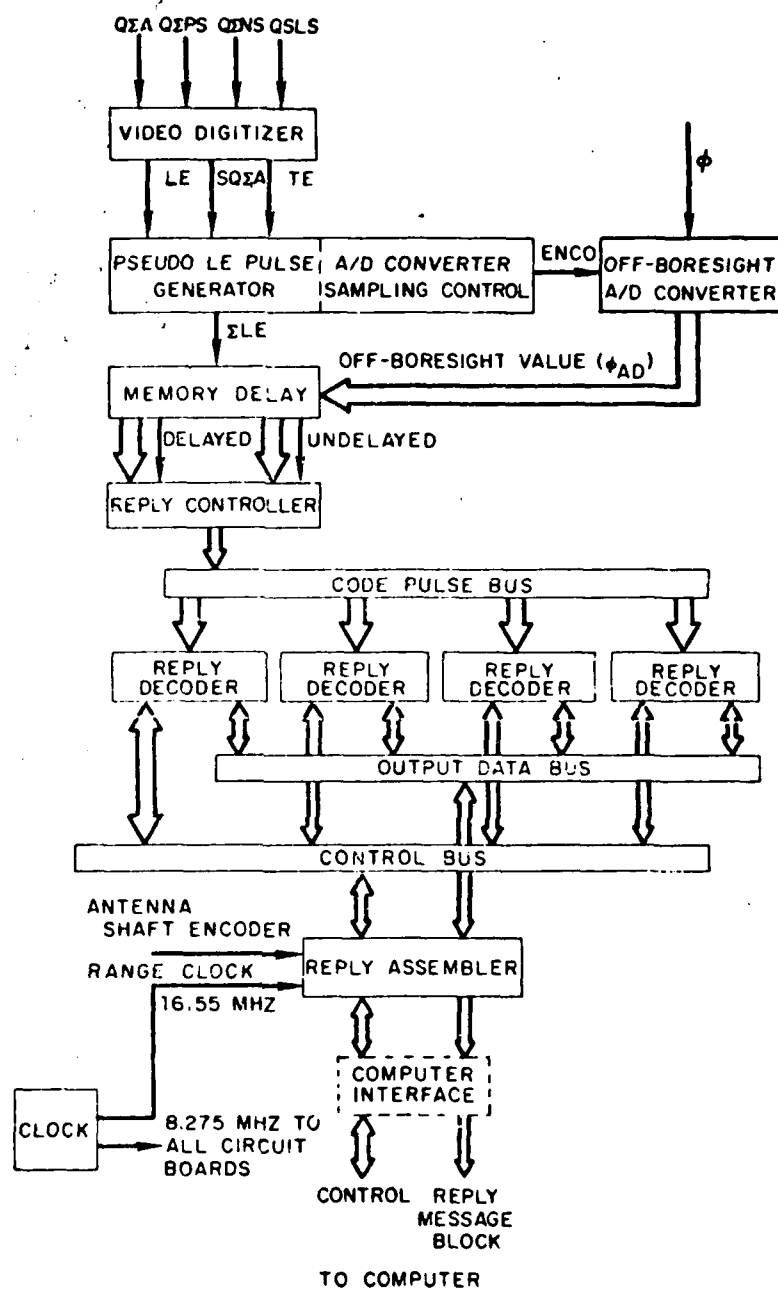 QΣA QΣPS QΣNS QSLS
VIDEO DIGITIZER
LE SQΣA TE
ϕ
PSEUDO LE PULSE
GENERATOR
A/D CONVERTER
SAMPLING CONTROL
ENCO
OFF-BORESIGHT
A/D CONVERTER
ΣLE
OFF-BORESIGHT VALUE (ϕAD)
MEMORY DELAY
DELAYED
UNDELAYED
REPLY CONTROLLER
CODE PULSE BUS
REPLY
DECODER
REPLY
DECODER
REPLY
DECODER
REPLY
DECODER
OUTPUT DATA BUS
CONTROL BUS
ANTENNA
SHAFT ENCODER
RANGE CLOCK
16.55 MHZ
REPLY ASSEMBLER
COMPUTER
INTERFACE
CLOCK
8.275 MHZ TO
ALL CIRCUIT
BOARDS
CONTROL
REPLY
MESSAGE
BLOCK
TO COMPUTER